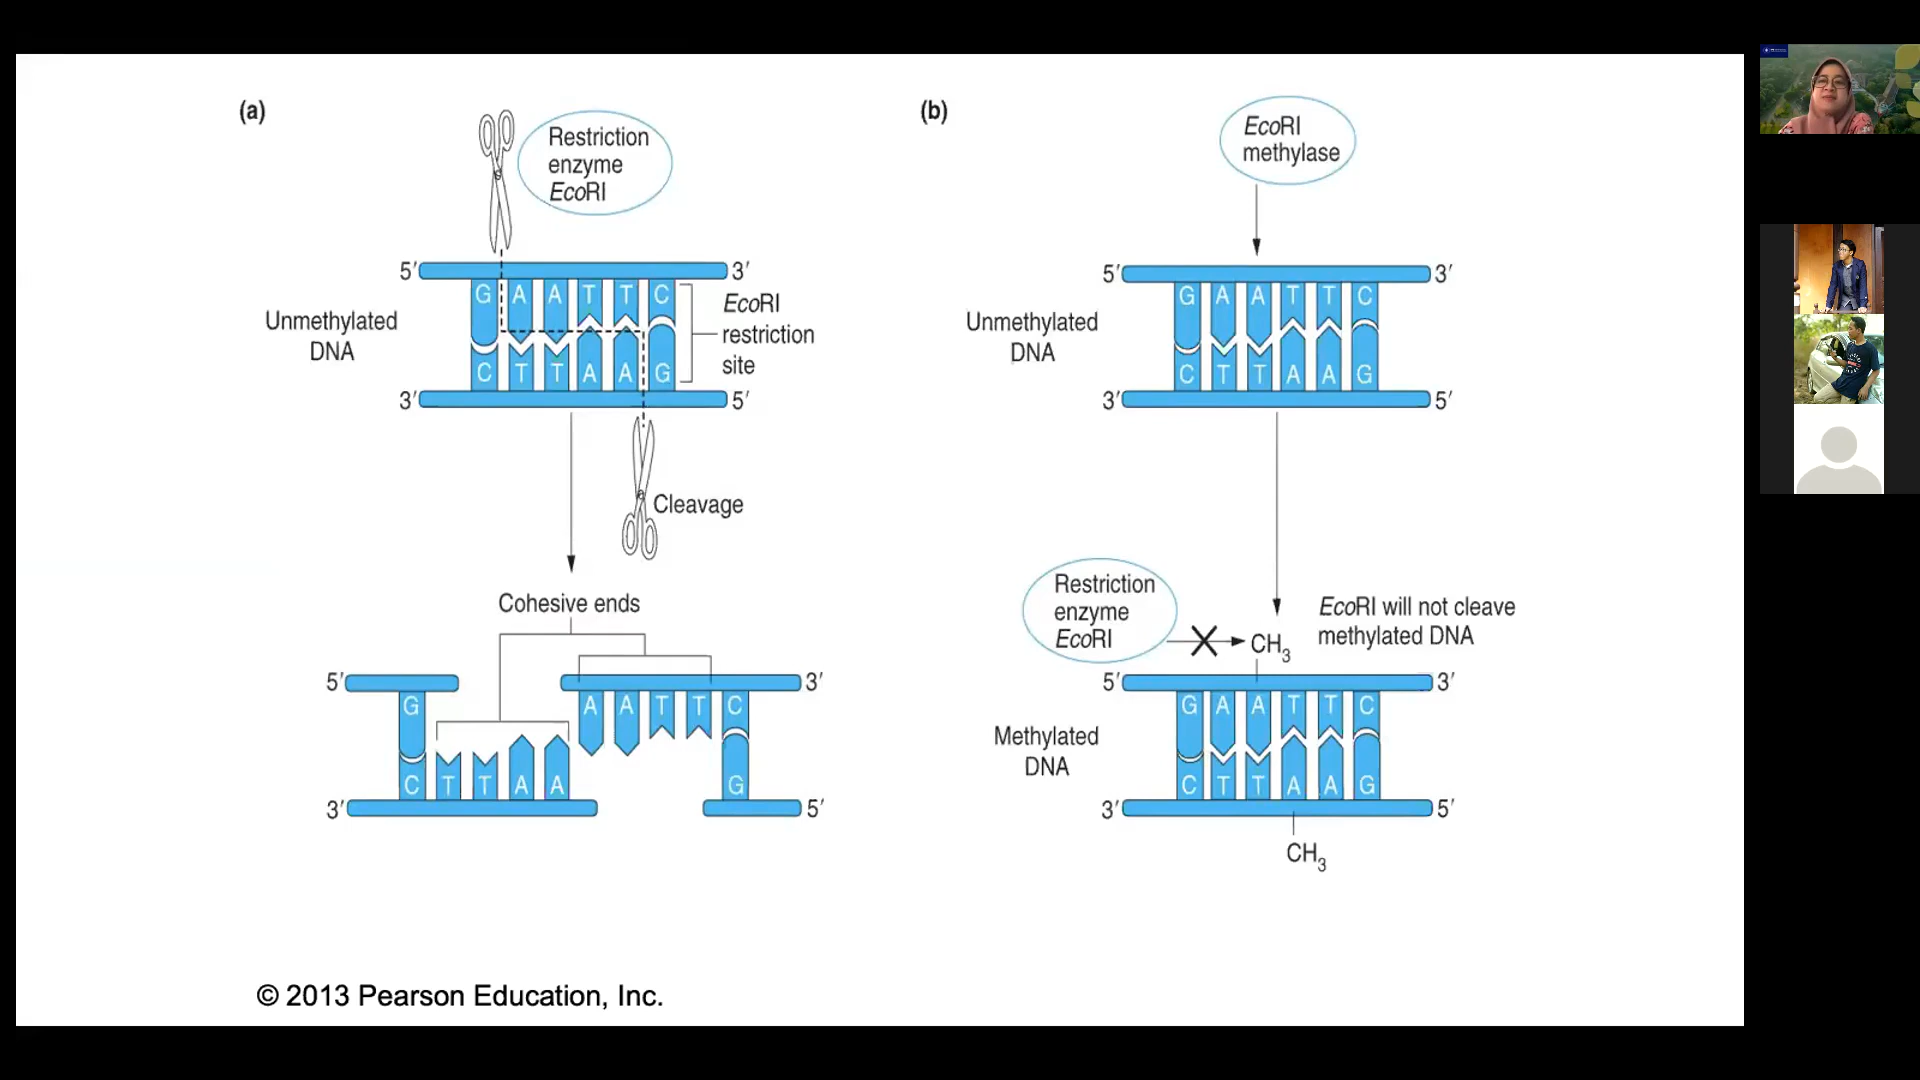 (a)
Restriction
enzyme
EcoRI
5′ 3′
G A A T T C
EcoRI
restriction
site
Unmethylated
DNA
C T T A A G
3′ 5′
Cleavage
Cohesive ends
5′ 3′
G A A T T C
C T T A A G
3′ 5′
(b)
EcoRI
methylase
5′ 3′
G A A T T C
Unmethylated
DNA
C T T A A G
3′ 5′
Restriction
enzyme
EcoRI
CH3
EcoRI will not cleave
methylated DNA
5′ 3′
G A A T T C
Methylated
DNA
C T T A A G
3′ 5′
CH3
© 2013 Pearson Education, Inc.